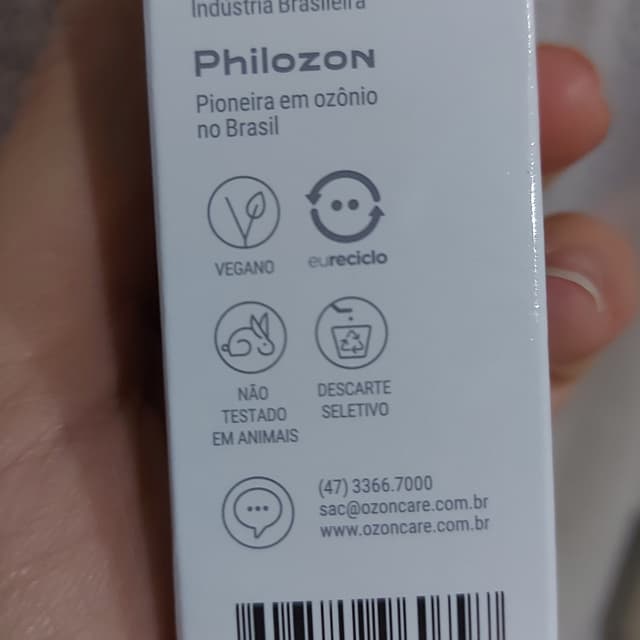 Indústria Brasileira
Philozon
Pioneira em ozônio
no Brasil
VEGANO
eureciclo
NÃO
TESTADO
EM ANIMAIS
DESCARTE
SELETIVO
(47) 3366.7000
sac@ozoncare.com.br
www.ozoncare.com.br